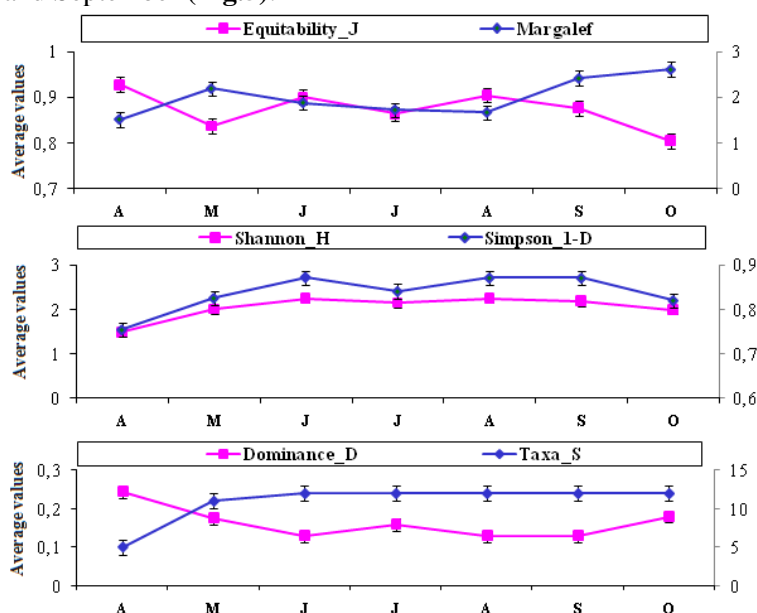 and September
Equitability_J Margalef
Average values
1 3
0,9 2
0,8 1
0,7 0
A M J J A S O
Shannon_H Simpson_1-D
Average values
3 0,9
2 0,8
1 0,7
0 0,6
A M J J A S O
Dominance_D Taxa_S
Average values
0,3 15
0,2 10
0,1 5
0 0
A M J J A S O